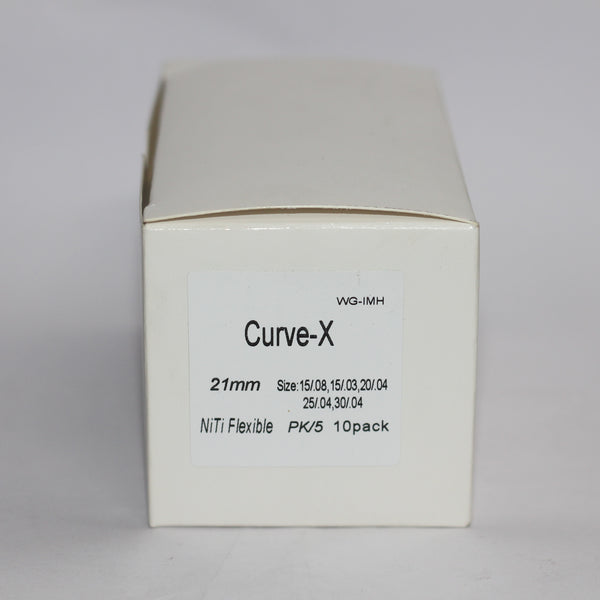 WG-IMH
Curve-X
21mm Size:15/.08,15/.03,20/.04
25/.04,30/.04
NiTi Flexible PK/5 10pack